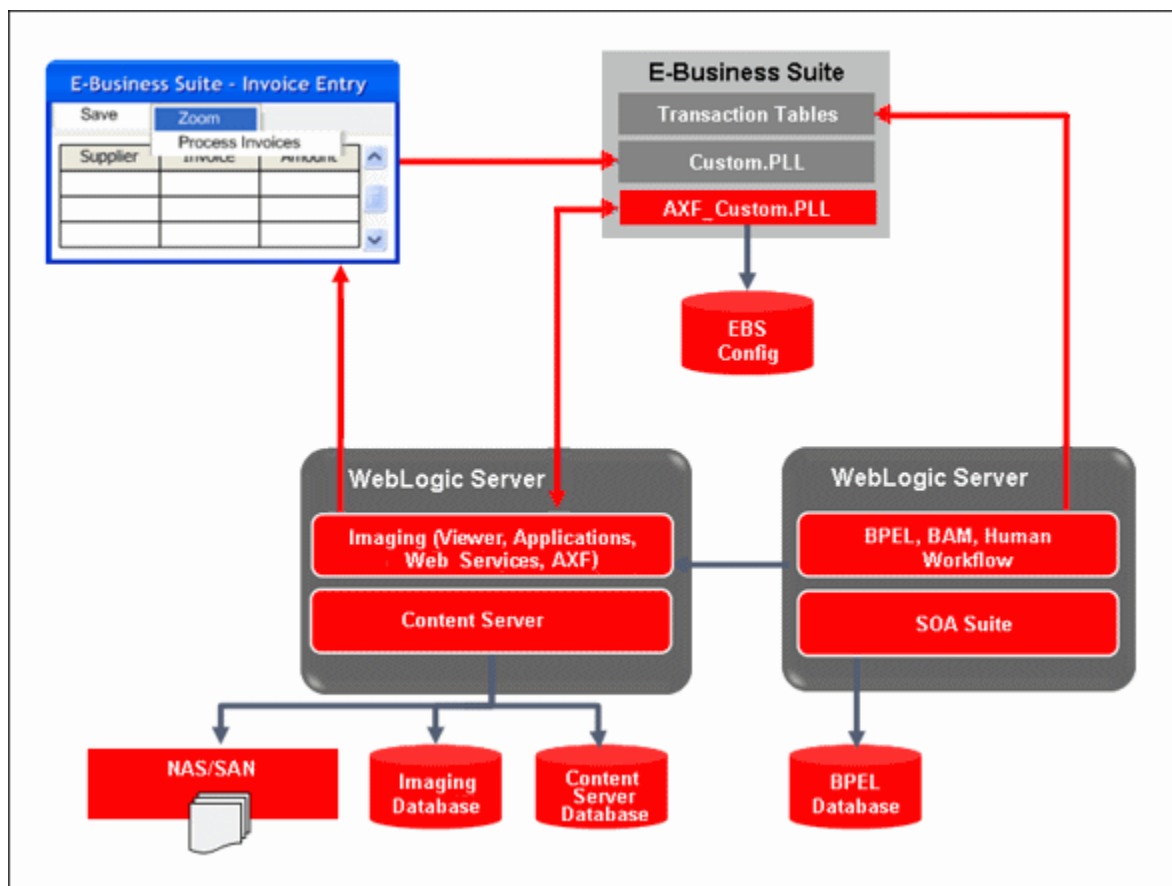 E-Business Suite - Invoice Entry
Save
Zoom
Process Invoices
Supplier
Invoice
Amount
E-Business Suite
Transaction Tables
Custom.PLL
AXF_Custom.PLL
EBS
Config
WebLogic Server
Imaging (Viewer, Applications,
Web Services, AXF)
Content Server
WebLogic Server
BPEL, BAM, Human
Workflow
SOA Suite
NAS/SAN
Imaging
Database
Content
Server
Database
BPEL
Database